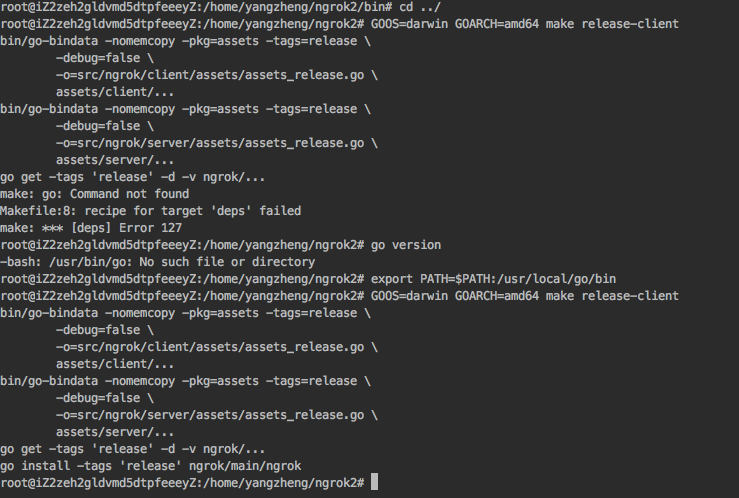 root@iZ2zeh2gldvmd5dtpfeeeyZ:/home/yangzheng/ngrok2/bin# cd ../
root@iZ2zeh2gldvmd5dtpfeeeyZ:/home/yangzheng/ngrok2# GOOS=darwin GOARCH=amd64 make release-client
bin/go-bindata -nomemcopy -pkg=assets -tags=release \
        -debug=false \
        -o=src/ngrok/client/assets/assets_release.go \
        assets/client/...
bin/go-bindata -nomemcopy -pkg=assets -tags=release \
        -debug=false \
        -o=src/ngrok/server/assets/assets_release.go \
        assets/server/...
go get -tags 'release' -d -v ngrok/...
make: go: Command not found
Makefile:8: recipe for target 'deps' failed
make: *** [deps] Error 127
root@iZ2zeh2gldvmd5dtpfeeeyZ:/home/yangzheng/ngrok2# go version
-bash: /usr/bin/go: No such file or directory
root@iZ2zeh2gldvmd5dtpfeeeyZ:/home/yangzheng/ngrok2# export PATH=$PATH:/usr/local/go/bin
root@iZ2zeh2gldvmd5dtpfeeeyZ:/home/yangzheng/ngrok2# GOOS=darwin GOARCH=amd64 make release-client
bin/go-bindata -nomemcopy -pkg=assets -tags=release \
        -debug=false \
        -o=src/ngrok/client/assets/assets_release.go \
        assets/client/...
bin/go-bindata -nomemcopy -pkg=assets -tags=release \
        -debug=false \
        -o=src/ngrok/server/assets/assets_release.go \
        assets/server/...
go get -tags 'release' -d -v ngrok/...
go install -tags 'release' ngrok/main/ngrok
root@iZ2zeh2gldvmd5dtpfeeeyZ:/home/yangzheng/ngrok2#